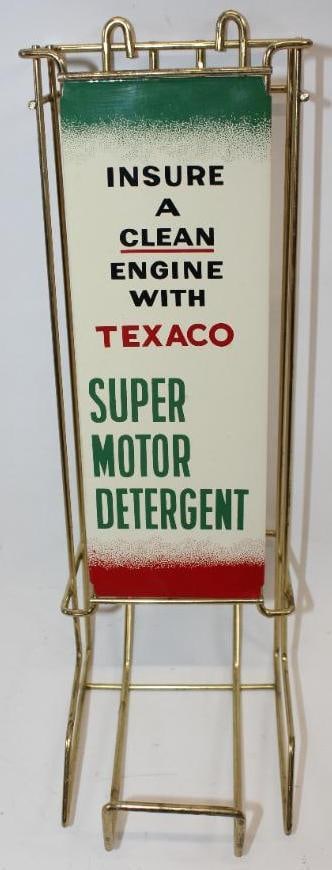 INSURE
A
CLEAN
ENGINE
WITH
TEXACO
SUPER
MOTOR
DETERGENT